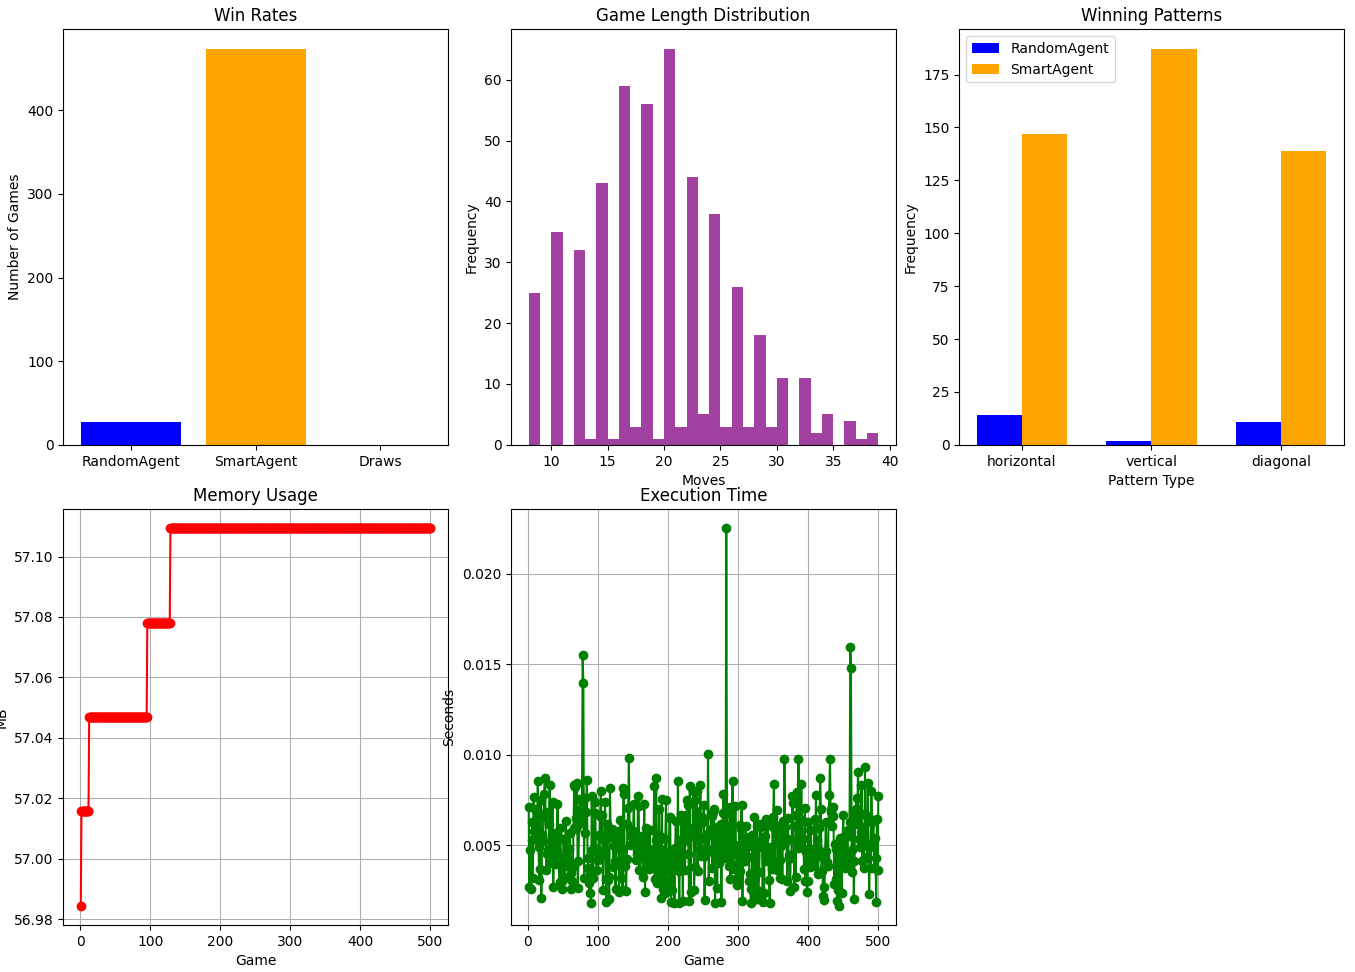 Win Rates
Number of Games
400
300
200
100
0
RandomAgent SmartAgent Draws
Game Length Distribution
Frequency
60
50
40
30
20
10
0
10 15 20 25 30 35 40
Moves
Winning Patterns
RandomAgent
SmartAgent
Frequency
175
150
125
100
75
50
25
0
horizontal vertical diagonal
Pattern Type
Memory Usage
MB
57.10
57.08
57.06
57.04
57.02
57.00
56.98
0 100 200 300 400 500
Game
Execution Time
Seconds
0.020
0.015
0.010
0.005
0 100 200 300 400 500
Game